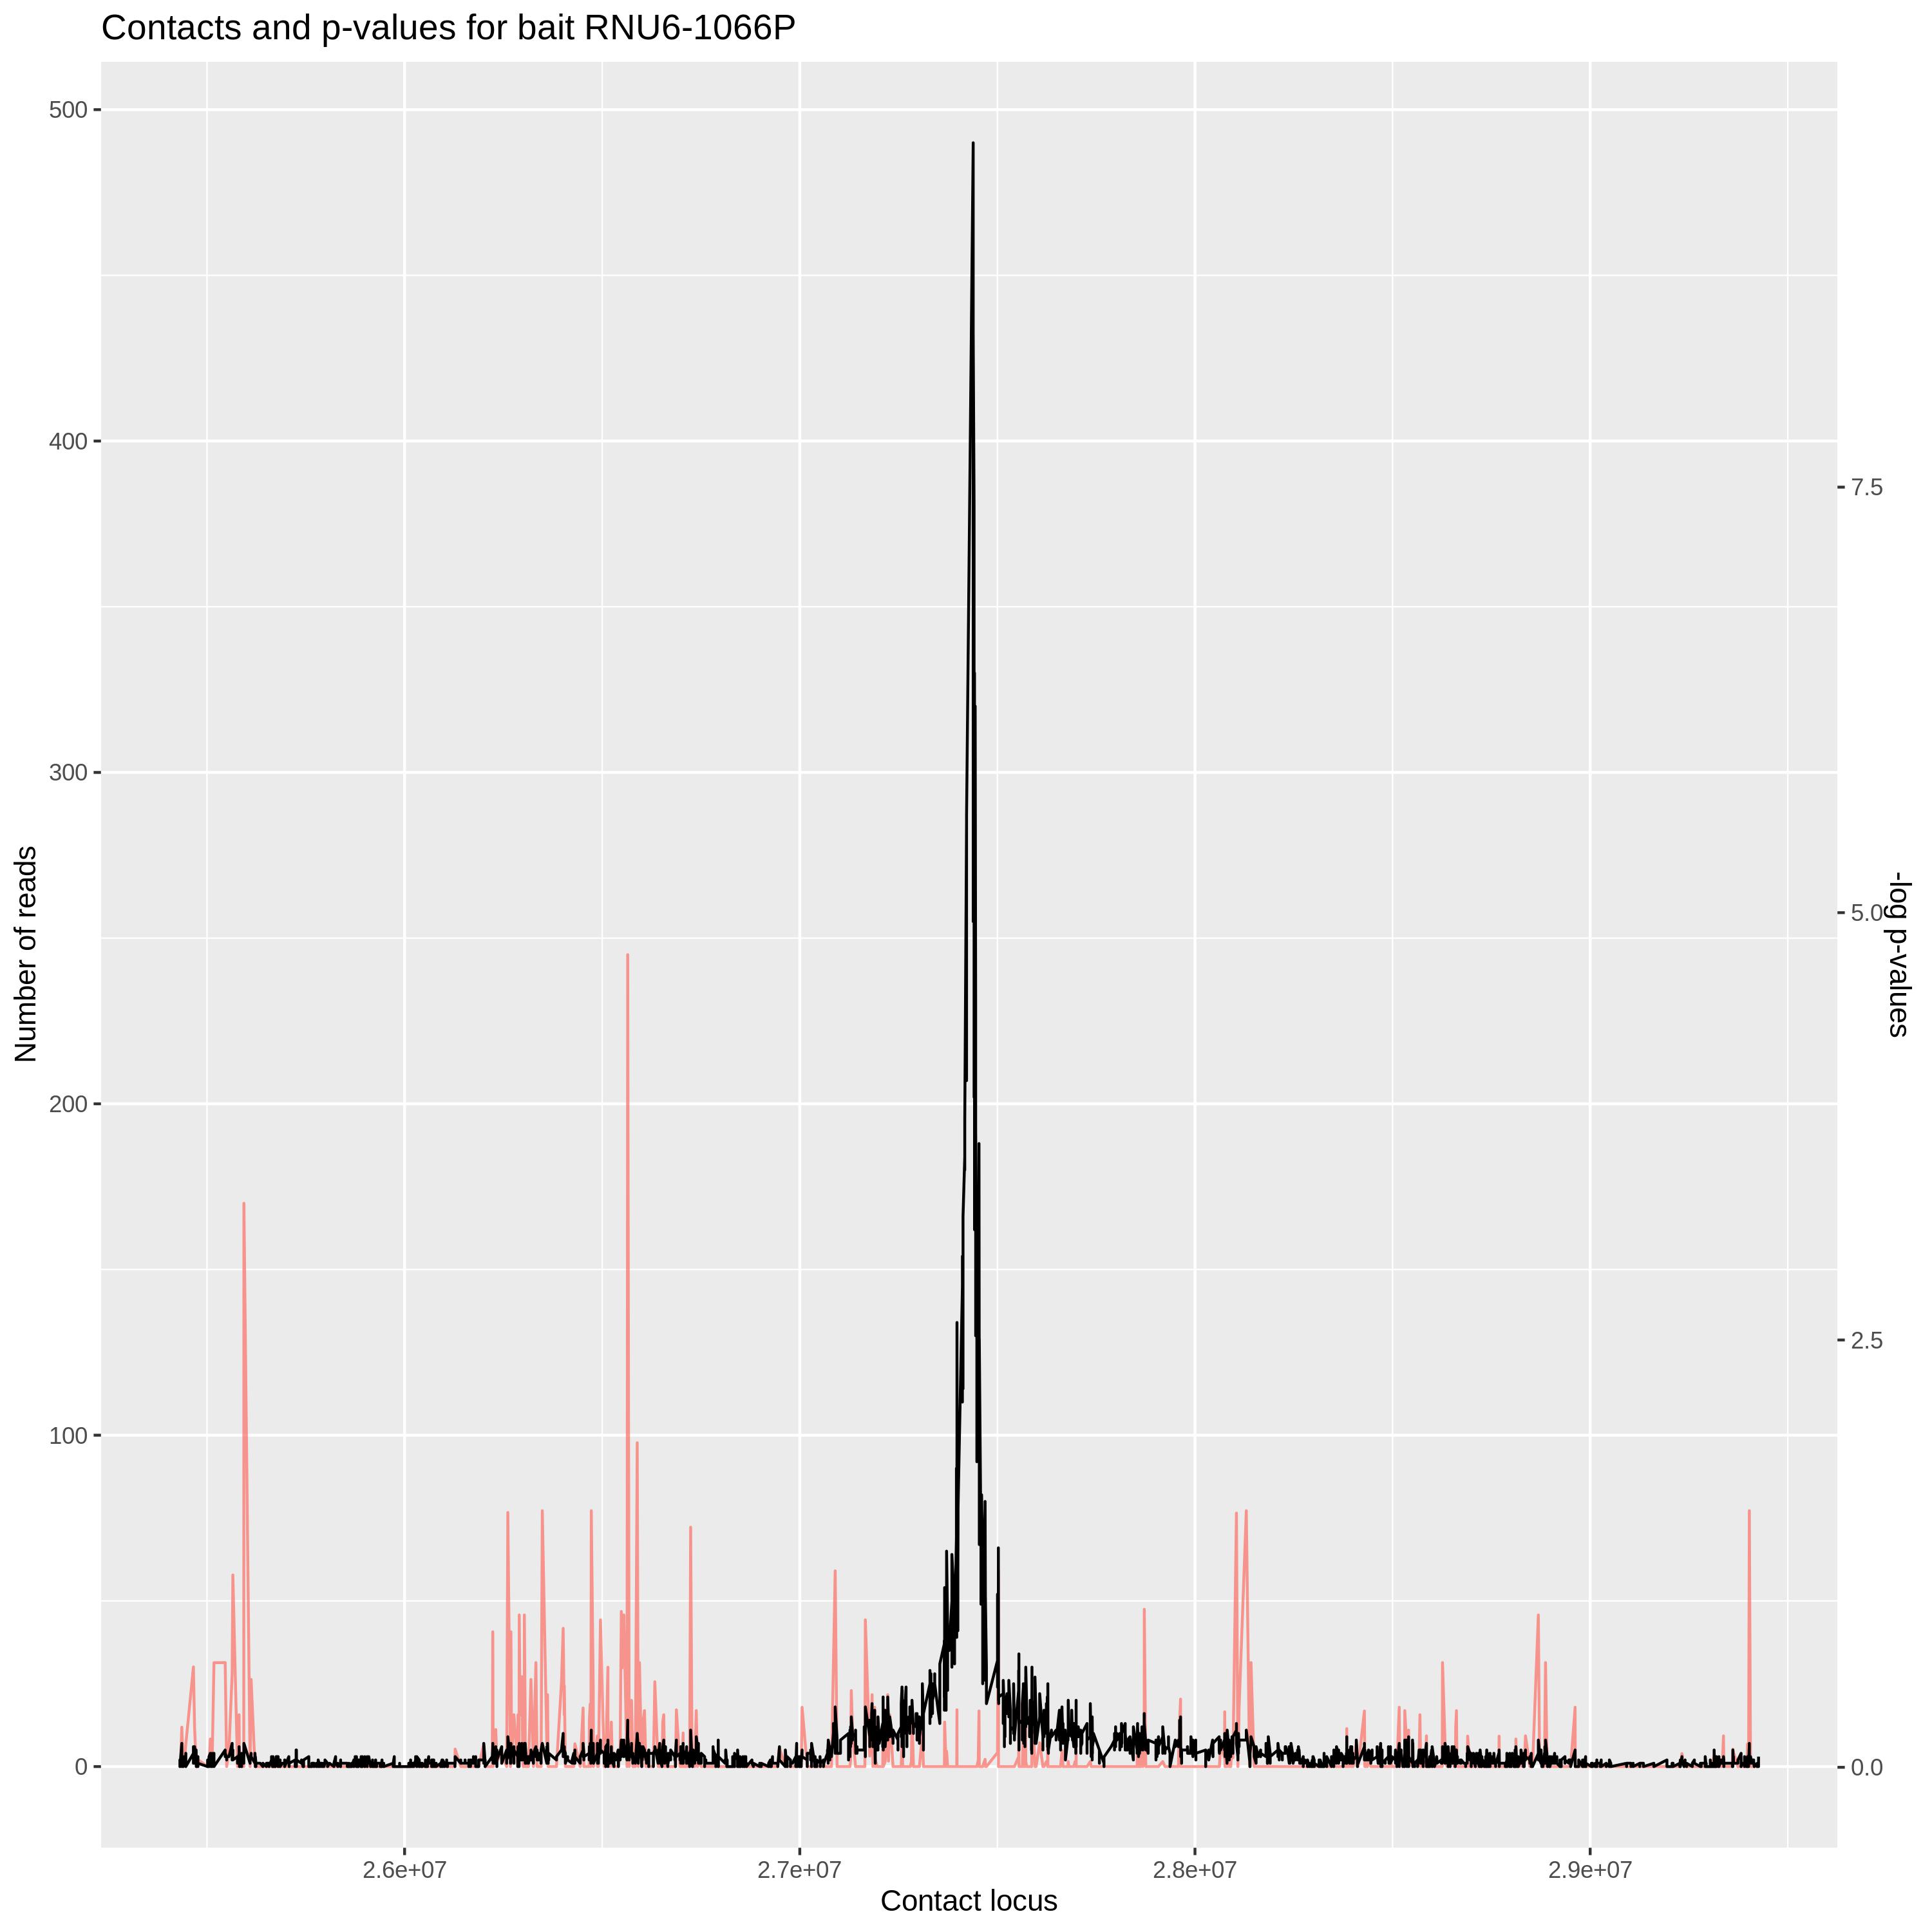 Contacts and p-values for bait RNU6-1066P
500
400
300
200
100
0
Number of reads
7.5
5.0
2.5
0.0
-log p-values
2.6e+07
2.7e+07
2.8e+07
2.9e+07
Contact locus